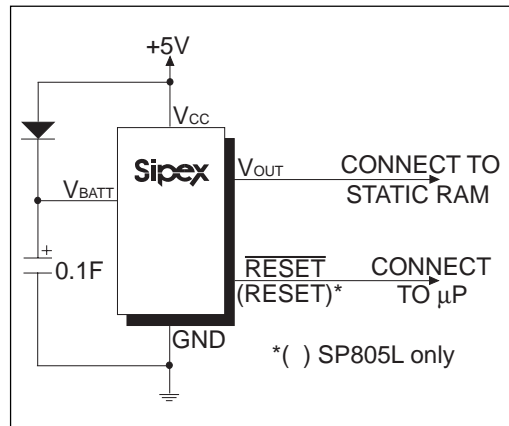 +5V
VCC
Sipex
VBATT
VOUT
CONNECT TO
STATIC RAM
+
0.1F
RESET
(RESET)*
CONNECT
TO µP
GND
*( ) SP805L only